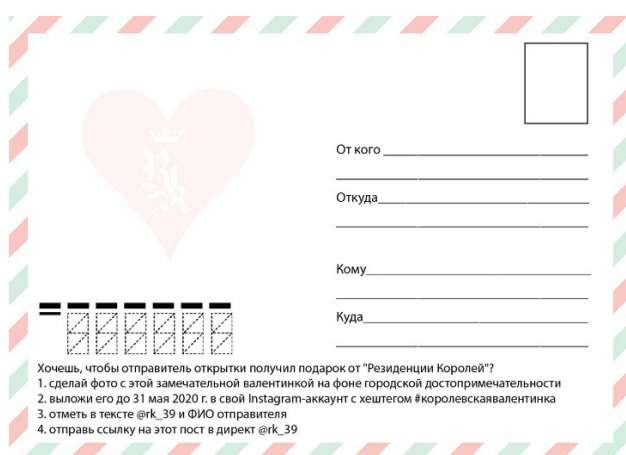 От кого
Откуда
Кому
Куда
Хочешь, чтобы отправитель открытки получил подарок от "Резиденции Королей"?
1. сделай фото с этой замечательной валентинкой на фоне городской достопримечательности
2. выложи его до 31 мая 2020 г. в свой Instagram-аккаунт с хештегом #королевскаявалентинка
3. отметь в тексте @rk_39 и ФИО отправителя
4. отправь ссылку на этот пост в директ @rk_39